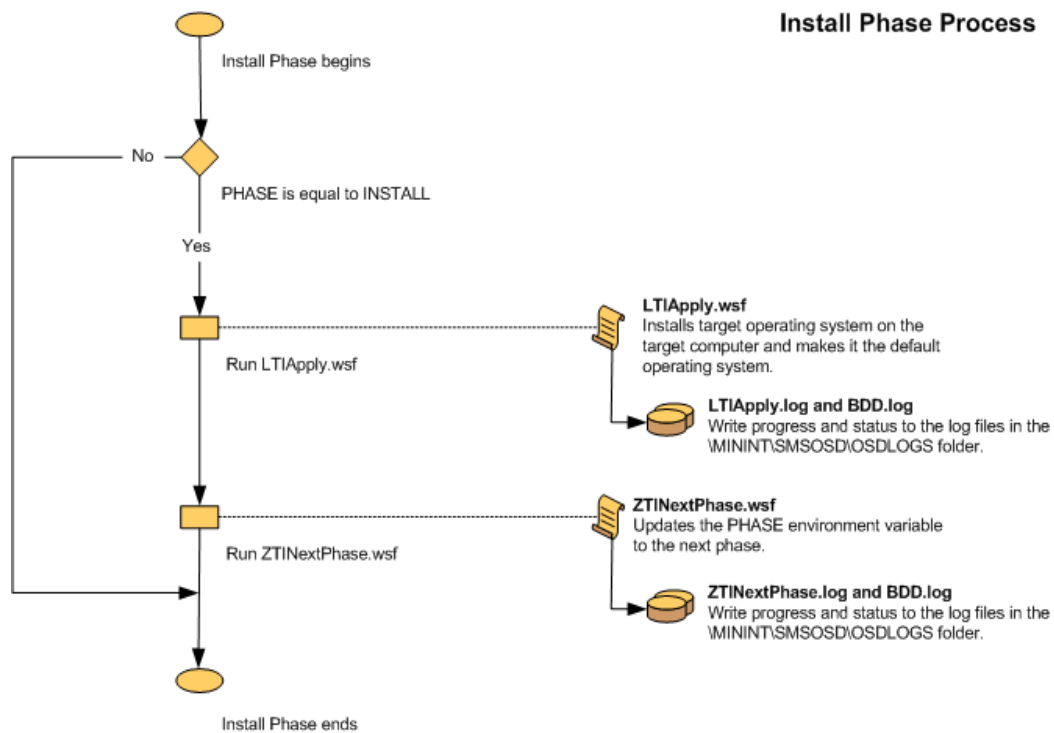 Install Phase Process
Install Phase begins
No
PHASE is equal to INSTALL
Yes
LTIApply.wsf
Installs target operating system on the
target computer and makes it the default
operating system.
Run LTIApply.wsf
LTIApply.log and BDD.log
Write progress and status to the log files in the
\MININT\SMSOSD\OSDLOGS folder.
ZTINextPhase.wsf
Updates the PHASE environment variable
to the next phase.
Run ZTINextPhase.wsf
ZTINextPhase.log and BDD.log
Write progress and status to the log files in the
\MININT\SMSOSD\OSDLOGS folder.
Install Phase ends